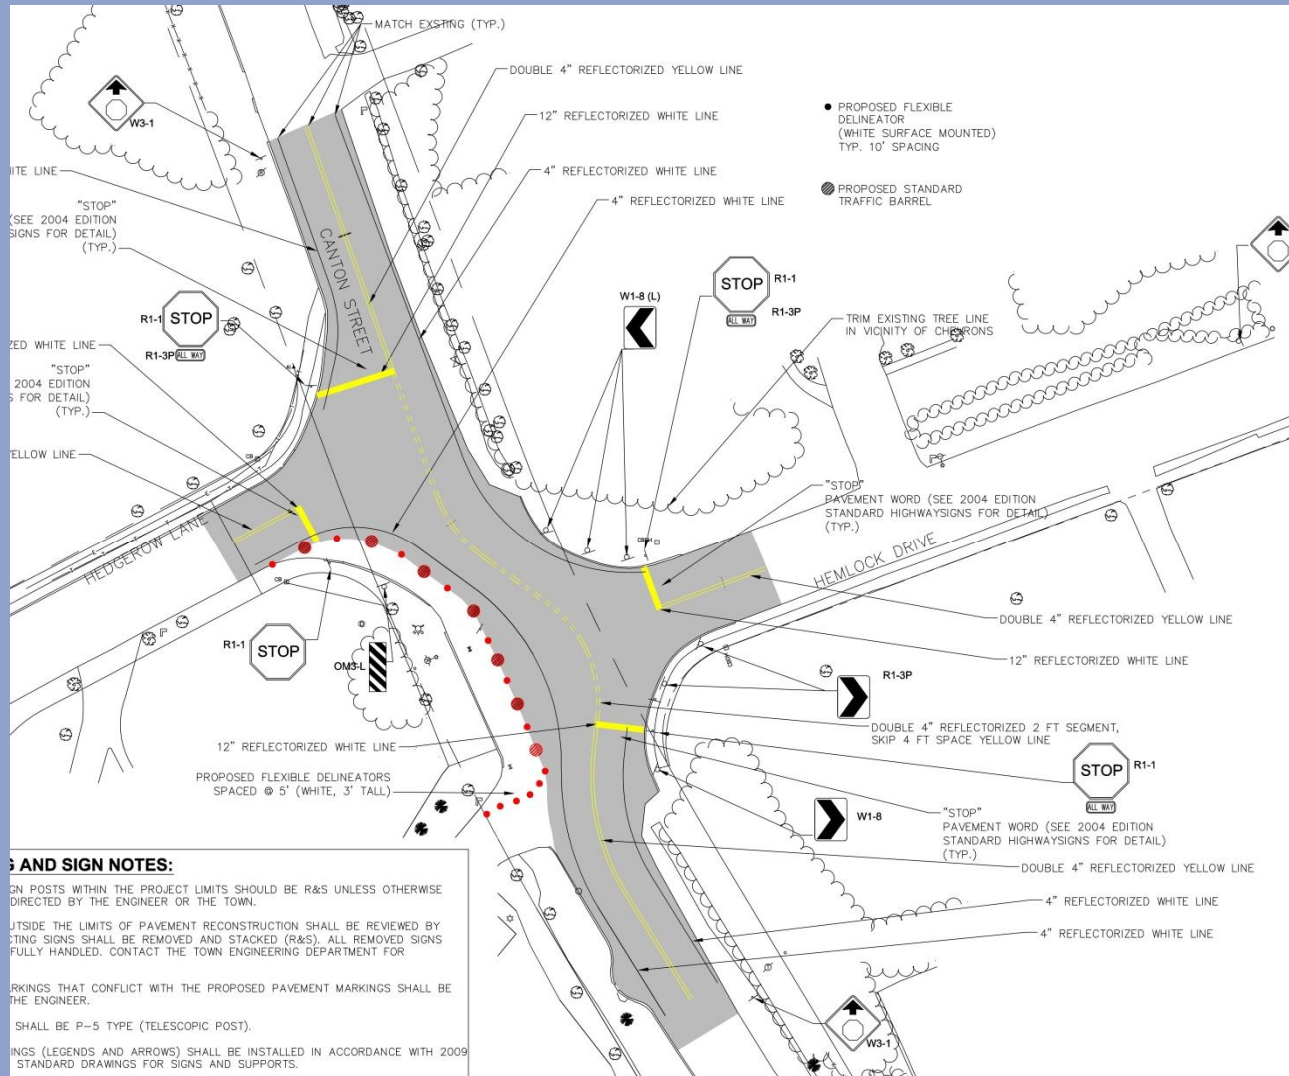 MATCH EXSTING (TYP.)
DOUBLE 4" REFLECTORIZED YELLOW LINE
12" REFLECTORIZED WHITE LINE
4" REFLECTORIZED WHITE LINE
4" REFLECTORIZED WHITE LINE
PROPOSED FLEXIBLE
DELINEATOR
(WHITE SURFACE MOUNTED)
TYP. 10' SPACING
PROPOSED STANDARD
TRAFFIC BARREL
W3-1
ITE LINE
"STOP"
(SEE 2004 EDITION
SIGNS FOR DETAIL)
(TYP.)
CANTON STREET
STOP
R1-1
R1-3P
ALL WAY
ZED WHITE LINE
"STOP"
2004 EDITION
S FOR DETAIL)
(TYP.)
YELLOW LINE
W1-8 (L)
STOP
R1-1
R1-3P
ALL WAY
TRIM EXISTING TREE LINE
IN VICINITY OF CHEVRONS
"STOP"
PAVEMENT WORD (SEE 2004 EDITION
STANDARD HIGHWAYSIGNS FOR DETAIL)
(TYP.)
HEDGEROW LANE
HEMLOCK DRIVE
DOUBLE 4" REFLECTORIZED YELLOW LINE
12" REFLECTORIZED WHITE LINE
R1-1
STOP
OM3-L
R1-3P
DOUBLE 4" REFLECTORIZED 2 FT SEGMENT,
SKIP 4 FT SPACE YELLOW LINE
12" REFLECTORIZED WHITE LINE
PROPOSED FLEXIBLE DELINEATORS
SPACED @ 5' (WHITE, 3' TALL)
STOP
R1-1
ALL WAY
W1-8
"STOP"
PAVEMENT WORD (SEE 2004 EDITION
STANDARD HIGHWAYSIGNS FOR DETAIL)
(TYP.)
DOUBLE 4" REFLECTORIZED YELLOW LINE
4" REFLECTORIZED WHITE LINE
4" REFLECTORIZED WHITE LINE
W3-1
G AND SIGN NOTES:
GN POSTS WITHIN THE PROJECT LIMITS SHOULD BE R&S UNLESS OTHERWISE
DIRECTED BY THE ENGINEER OR THE TOWN.
UTSIDE THE LIMITS OF PAVEMENT RECONSTRUCTION SHALL BE REVIEWED BY
CTING SIGNS SHALL BE REMOVED AND STACKED (R&S). ALL REMOVED SIGNS
FULLY HANDLED. CONTACT THE TOWN ENGINEERING DEPARTMENT FOR
ARKINGS THAT CONFLICT WITH THE PROPOSED PAVEMENT MARKINGS SHALL BE
THE ENGINEER.
SHALL BE P-5 TYPE (TELESCOPIC POST).
INGS (LEGENDS AND ARROWS) SHALL BE INSTALLED IN ACCORDANCE WITH 2009
STANDARD DRAWINGS FOR SIGNS AND SUPPORTS.